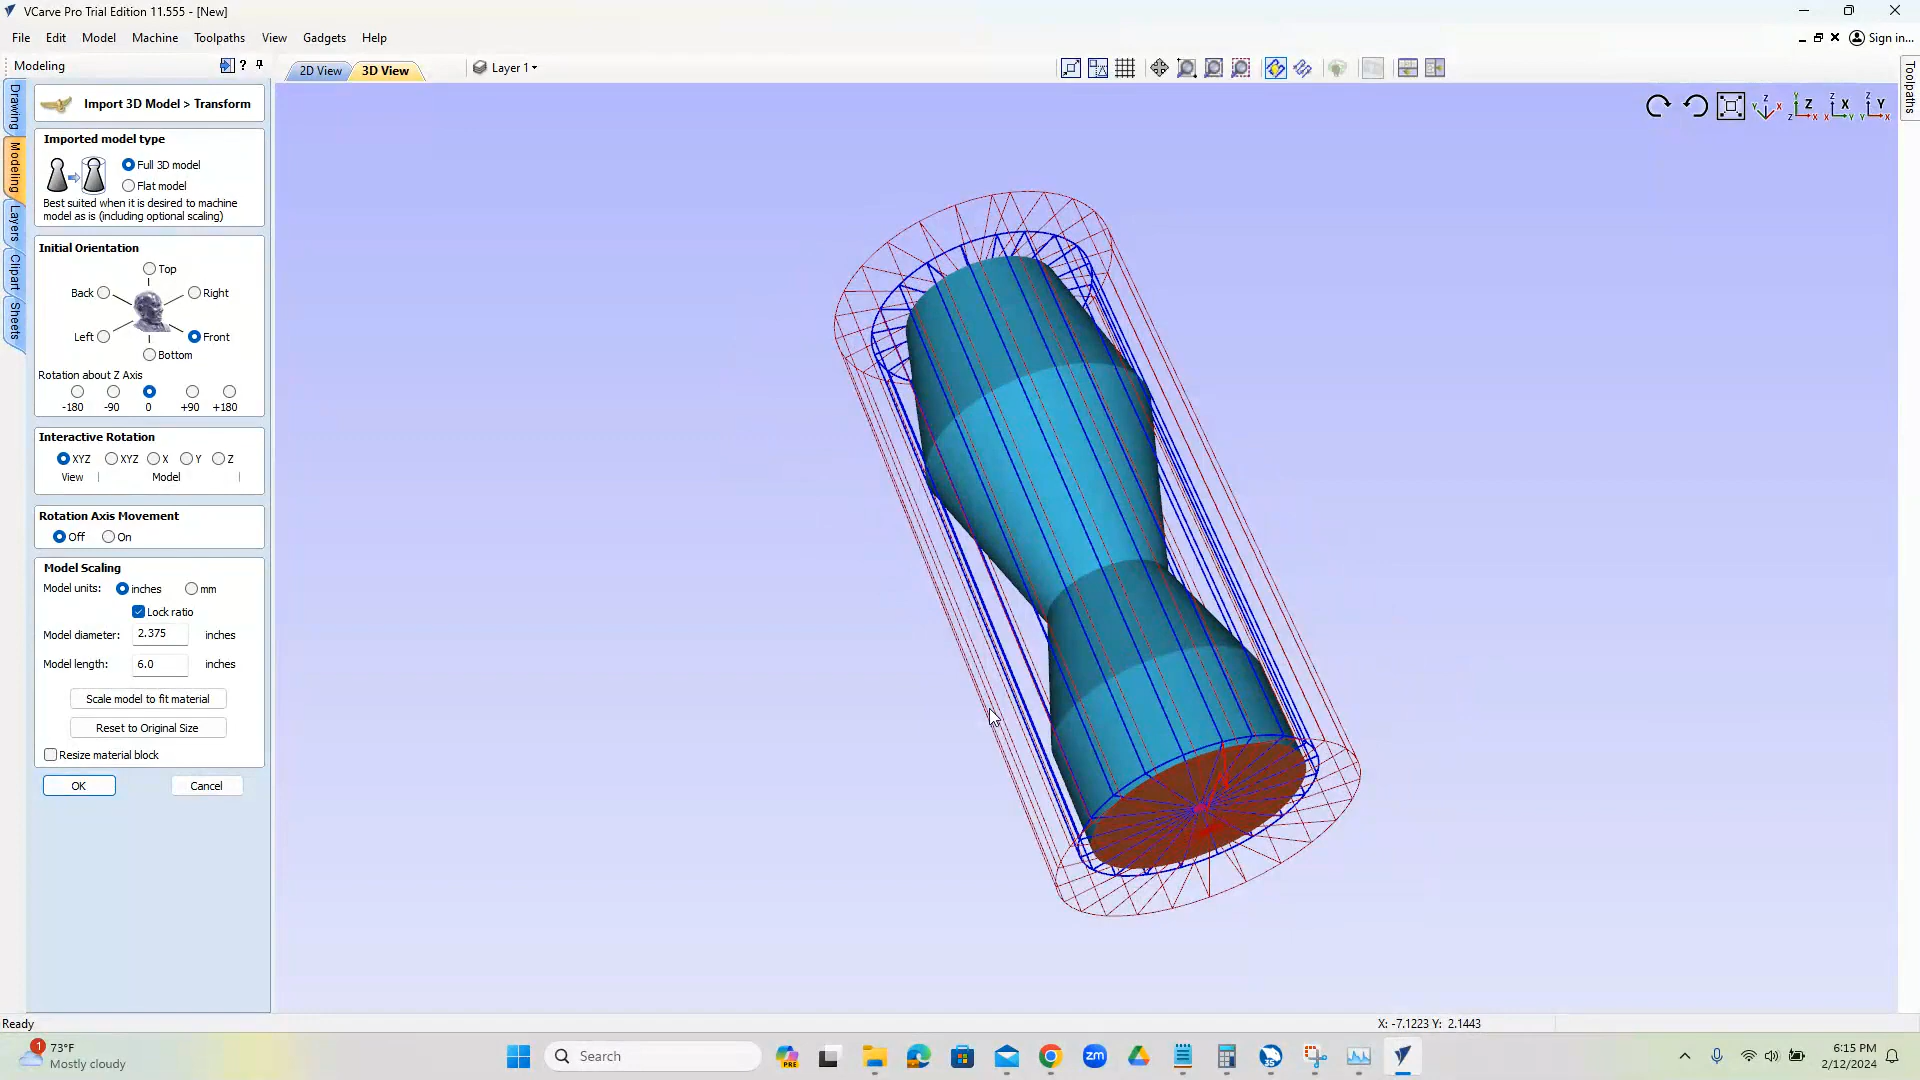 VCarve Pro Trial Edition 11.555 - [New]
File Edit Model Machine Toolpaths View Gadgets Help
Sign in...
Modeling
?
2D View
3D View
Layer 1
Toolpaths
Drawing
Modeling
Layers
Clipart
Sheets
Import 3D Model > Transform
Imported model type
Full 3D model
Flat model
Best suited when it is desired to machine
model as is (including optional scaling)
Initial Orientation
Top
Back
Right
Left
Front
Bottom
Rotation about Z Axis
-180 -90 0 +90 +180
Interactive Rotation
XYZ XYZ X Y Z
View | Model |
Rotation Axis Movement
Off On
Model Scaling
Model units: inches mm
Lock ratio
Model diameter: 2.375 inches
Model length: 6.0 inches
Scale model to fit material
Reset to Original Size
Resize material block
OK Cancel
Ready
X: -7.1223 Y: 2.1443
1
73°F
Mostly cloudy
Search
PRE
zm
6:15 PM
2/12/2024